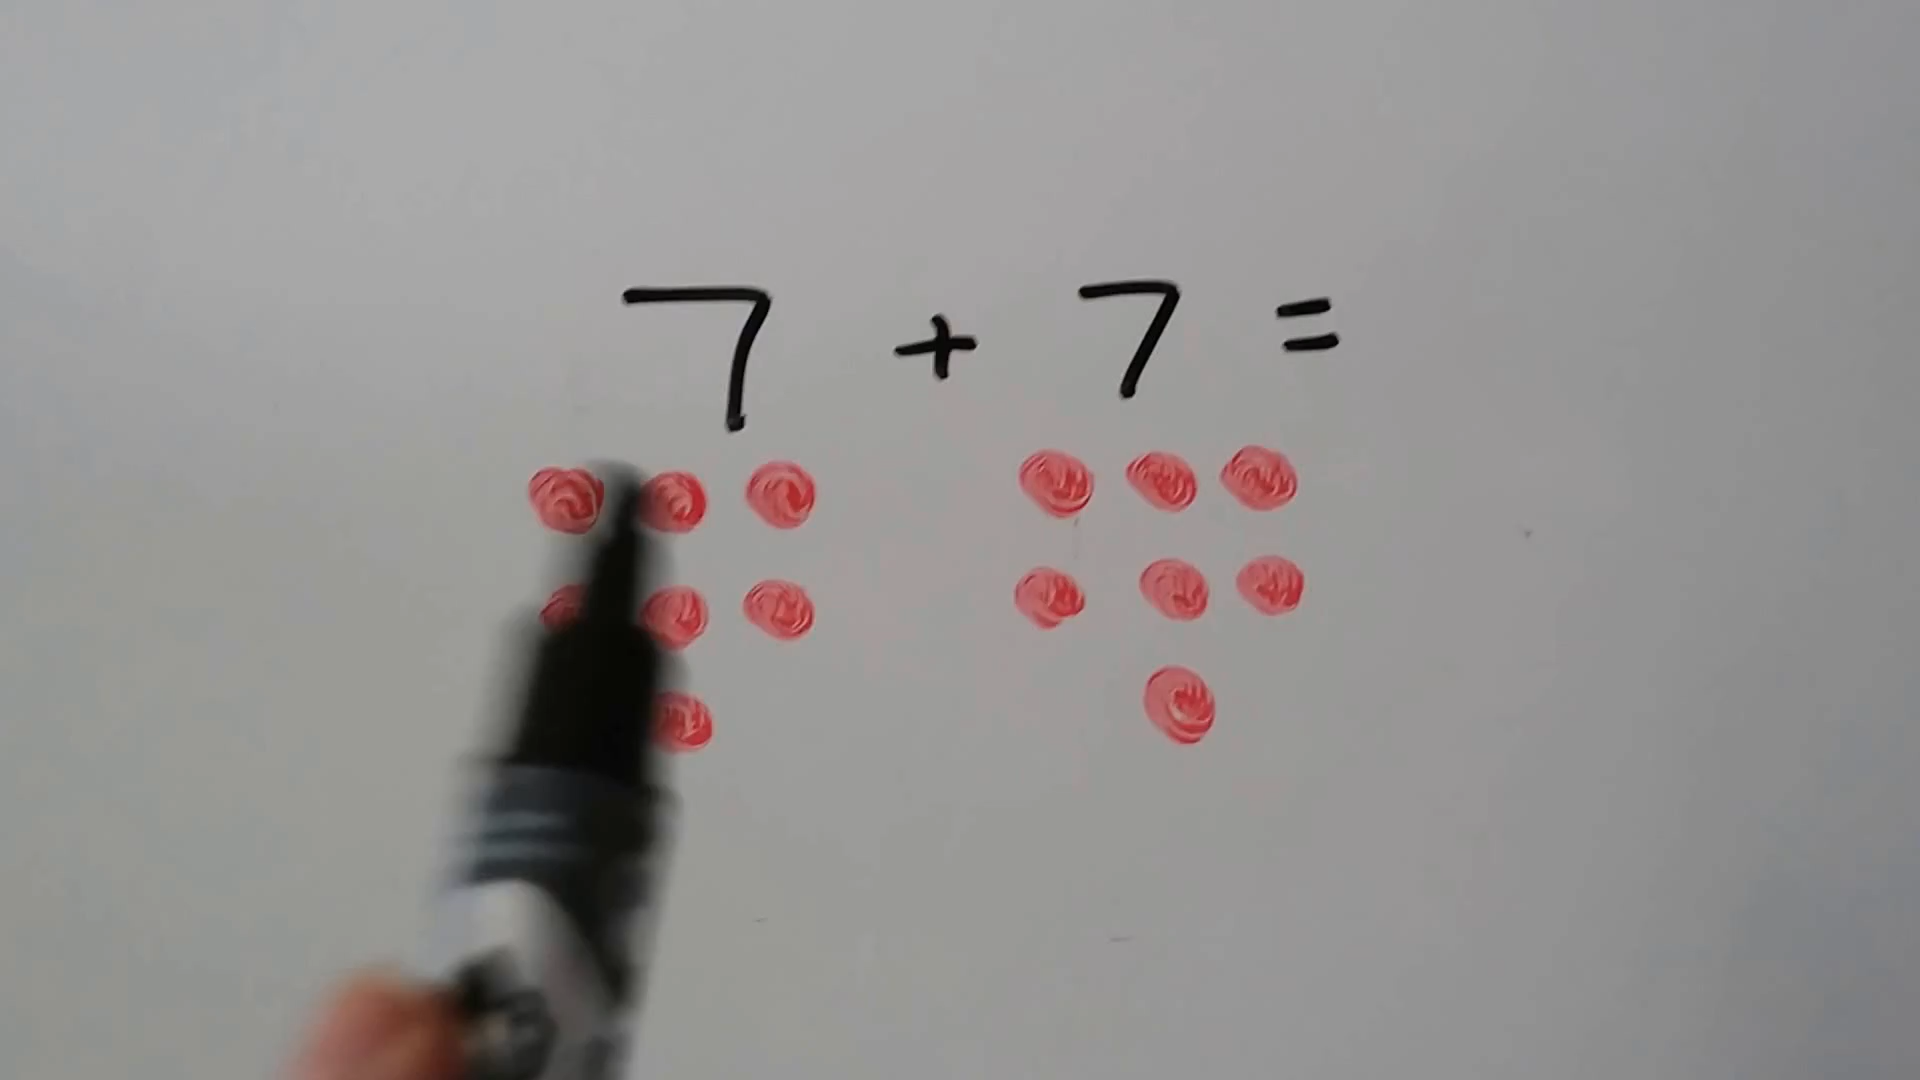 7 + 7 =